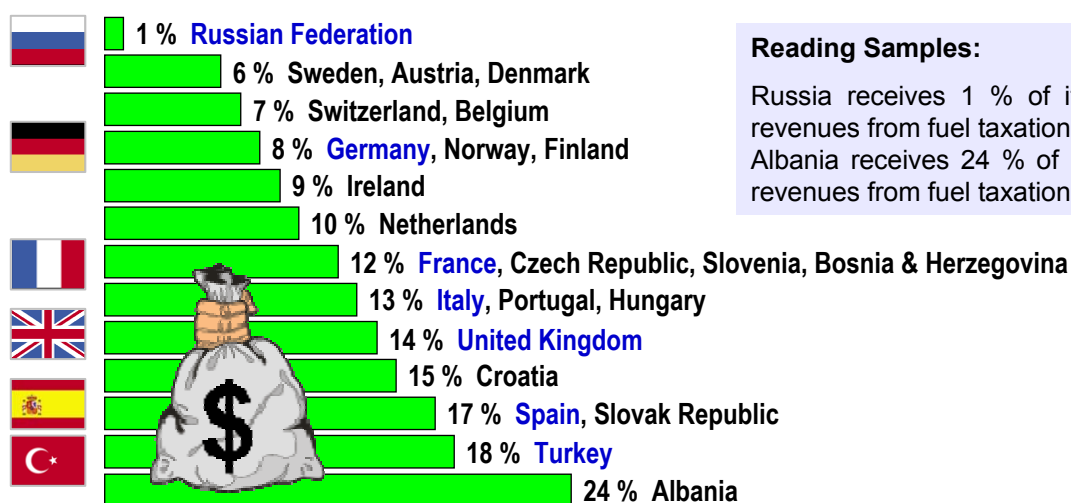 1 % Russian Federation
6 % Sweden, Austria, Denmark
7 % Switzerland, Belgium
8 % Germany, Norway, Finland
9 % Ireland
10 % Netherlands
12 % France, Czech Republic, Slovenia, Bosnia & Herzegovina
13 % Italy, Portugal, Hungary
14 % United Kingdom
15 % Croatia
17 % Spain, Slovak Republic
18 % Turkey
24 % Albania
$
Reading Samples:
Russia receives 1 % of
revenues from fuel taxation
Albania receives 24 % of
revenues from fuel taxation